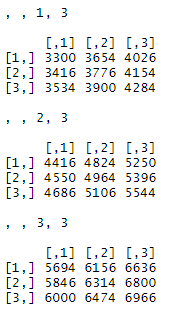 , , 1, 3
[,1] [,2] [,3]
[1,] 3300 3654 4026
[2,] 3416 3776 4154
[3,] 3534 3900 4284
, , 2, 3
[,1] [,2] [,3]
[1,] 4416 4824 5250
[2,] 4550 4964 5396
[3,] 4686 5106 5544
, , 3, 3
[,1] [,2] [,3]
[1,] 5694 6156 6636
[2,] 5846 6314 6800
[3,] 6000 6474 6966